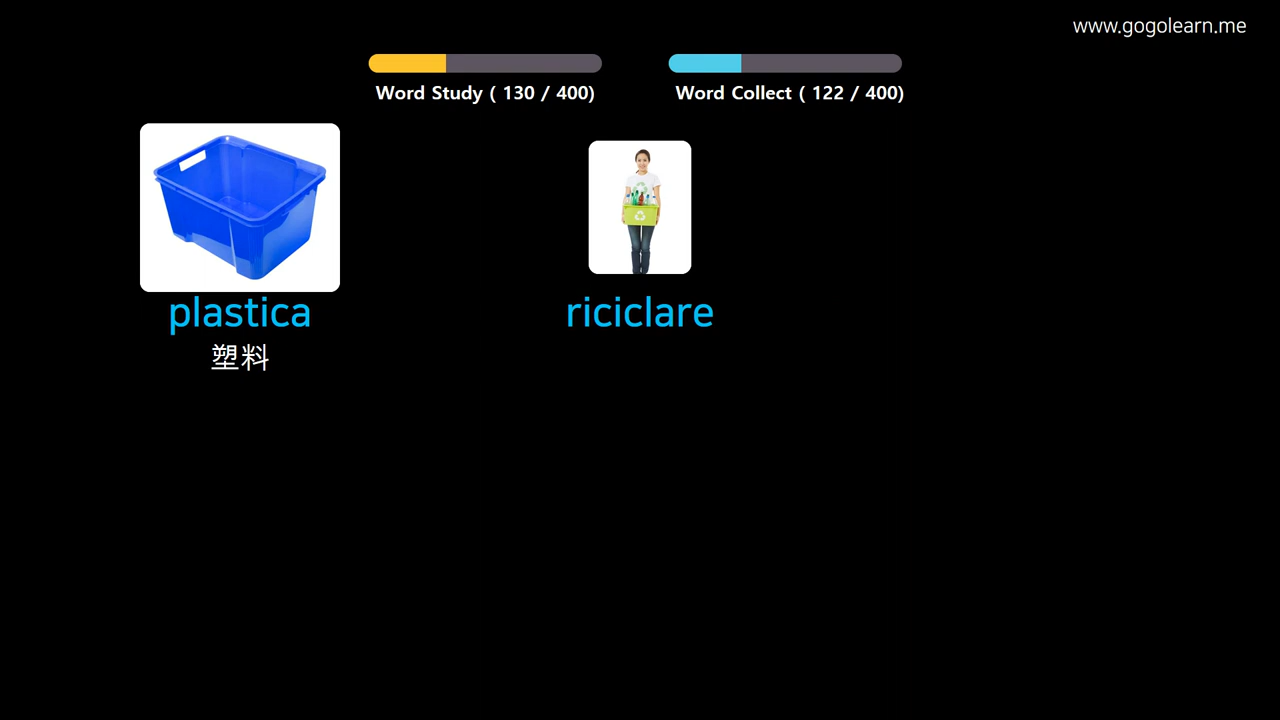 www.gogolearn.me
Word Study ( 130 / 400)
Word Collect ( 122 / 400)
plastica
塑料
riciclare